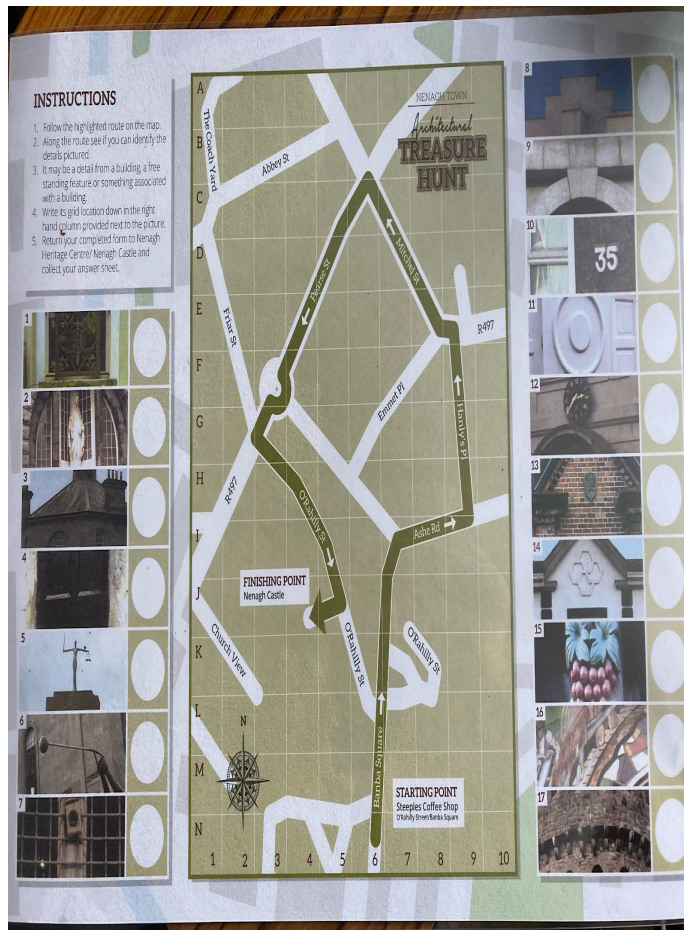 INSTRUCTIONS
1. Follow the highlighted route on the map.
2. Along the route see if you can identify the
details pictured.
3. It may be a detail from a building, a free
standing feature or something associated
with a building.
4. Write its grid location down in the right
hand column provided next to the picture.
5. Return your completed form to Nenagh
Heritage Centre/ Nenagh Castle and
collect your answer sheet.
1
2
3
4
5
6
7
NENAGH TOWN
Architectural
TREASURE
HUNT
A
B
C
D
E
F
G
H
I
J
K
L
M
N
1 2 3 4 5 6 7 8 9 10
The Coach Yard
Abbey St
Friar St
Pearse St
Mitchel St
R497
Emmet Pl
Hanly's Pl
R497
O'Rahilly St
Ashe Rd
FINISHING POINT
Nenagh Castle
Church View
O'Rahilly St
O'Rahilly St
N
Banba Square
STARTING POINT
Steeples Coffee Shop
O'Rahilly Street/Banba Square
8
9
10
35
11
12
13
14
15
16
17